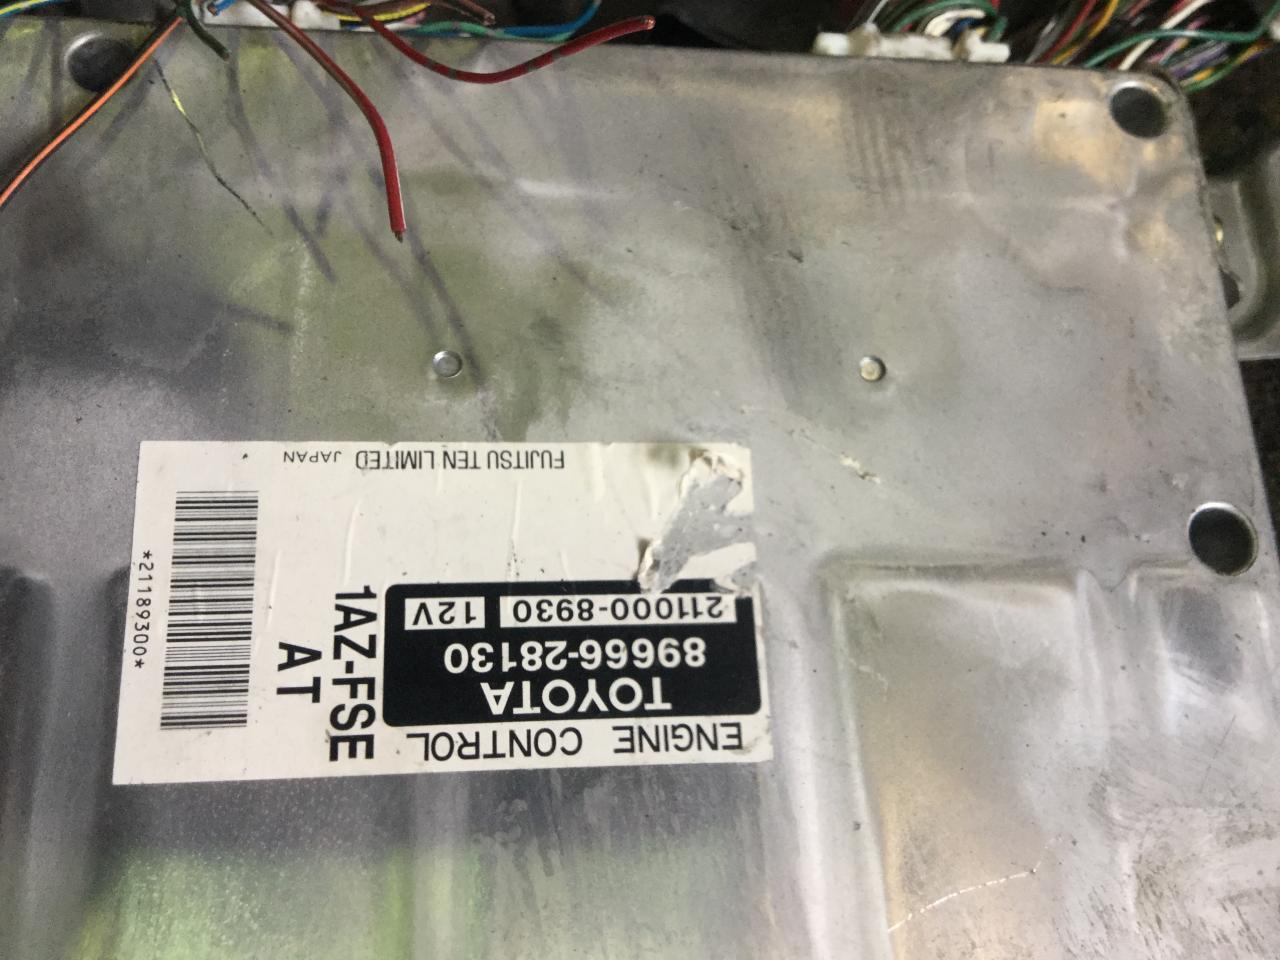 ENGINE CONTROL
TOYOTA
89666-28130
211000-8930 12V
1AZ-FSE
AT
FUJITSU TEN LIMITED JAPAN
*21189300*